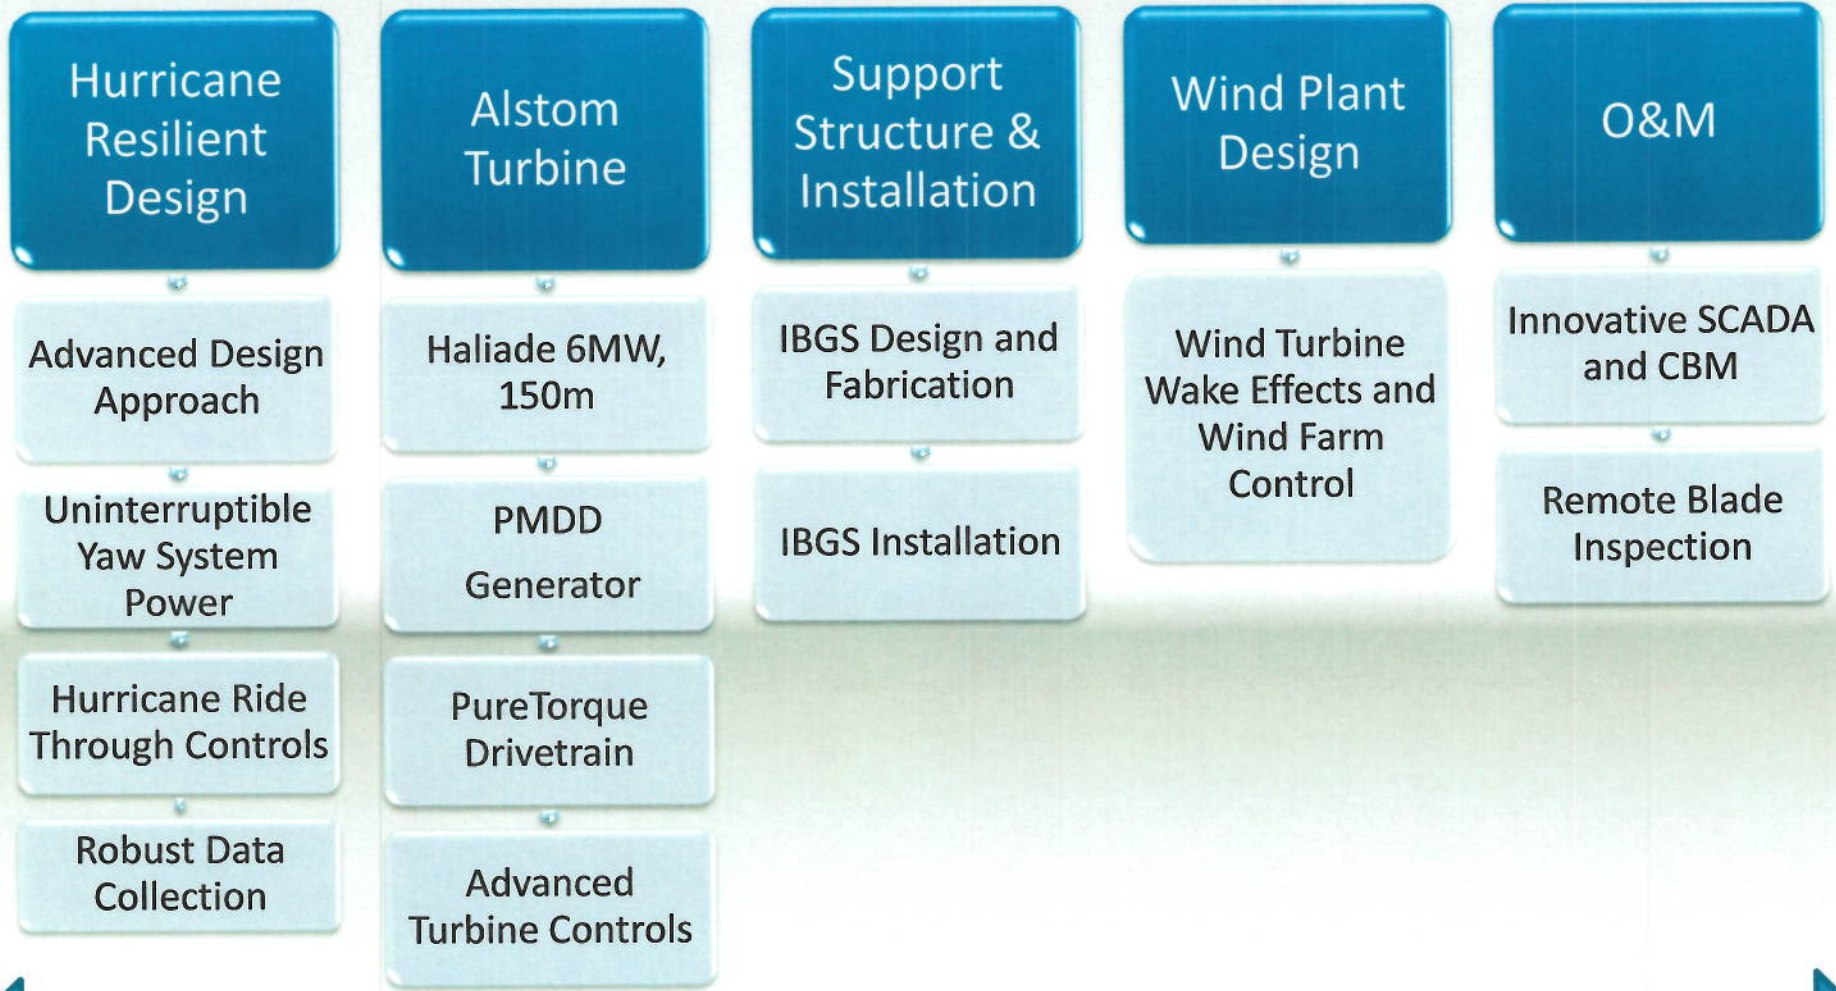 Hurricane
Resilient
Design
Advanced Design
Approach
Uninterruptible
Yaw System
Power
Hurricane Ride
Through Controls
Robust Data
Collection
Alstom
Turbine
Haliade 6MW,
150m
PMDD
Generator
PureTorque
Drivetrain
Advanced
Turbine Controls
Support
Structure &
Installation
IBGS Design and
Fabrication
IBGS Installation
Wind Plant
Design
Wind Turbine
Wake Effects and
Wind Farm
Control
O&M
Innovative SCADA
and CBM
Remote Blade
Inspection